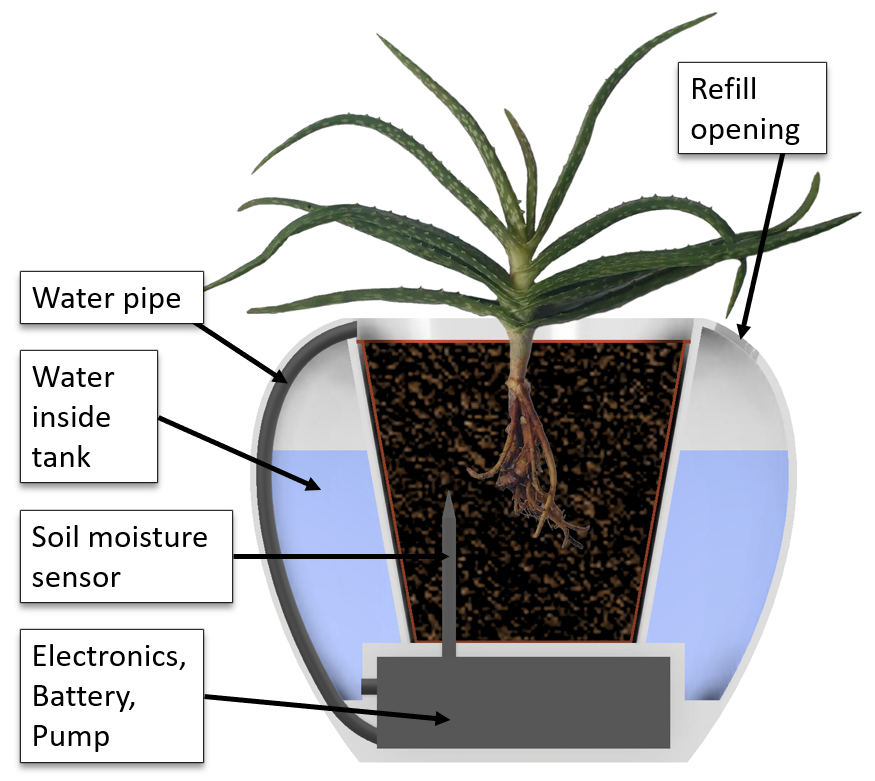 Refill
opening
Water pipe
Water
inside
tank
Soil moisture
sensor
Electronics,
Battery,
Pump